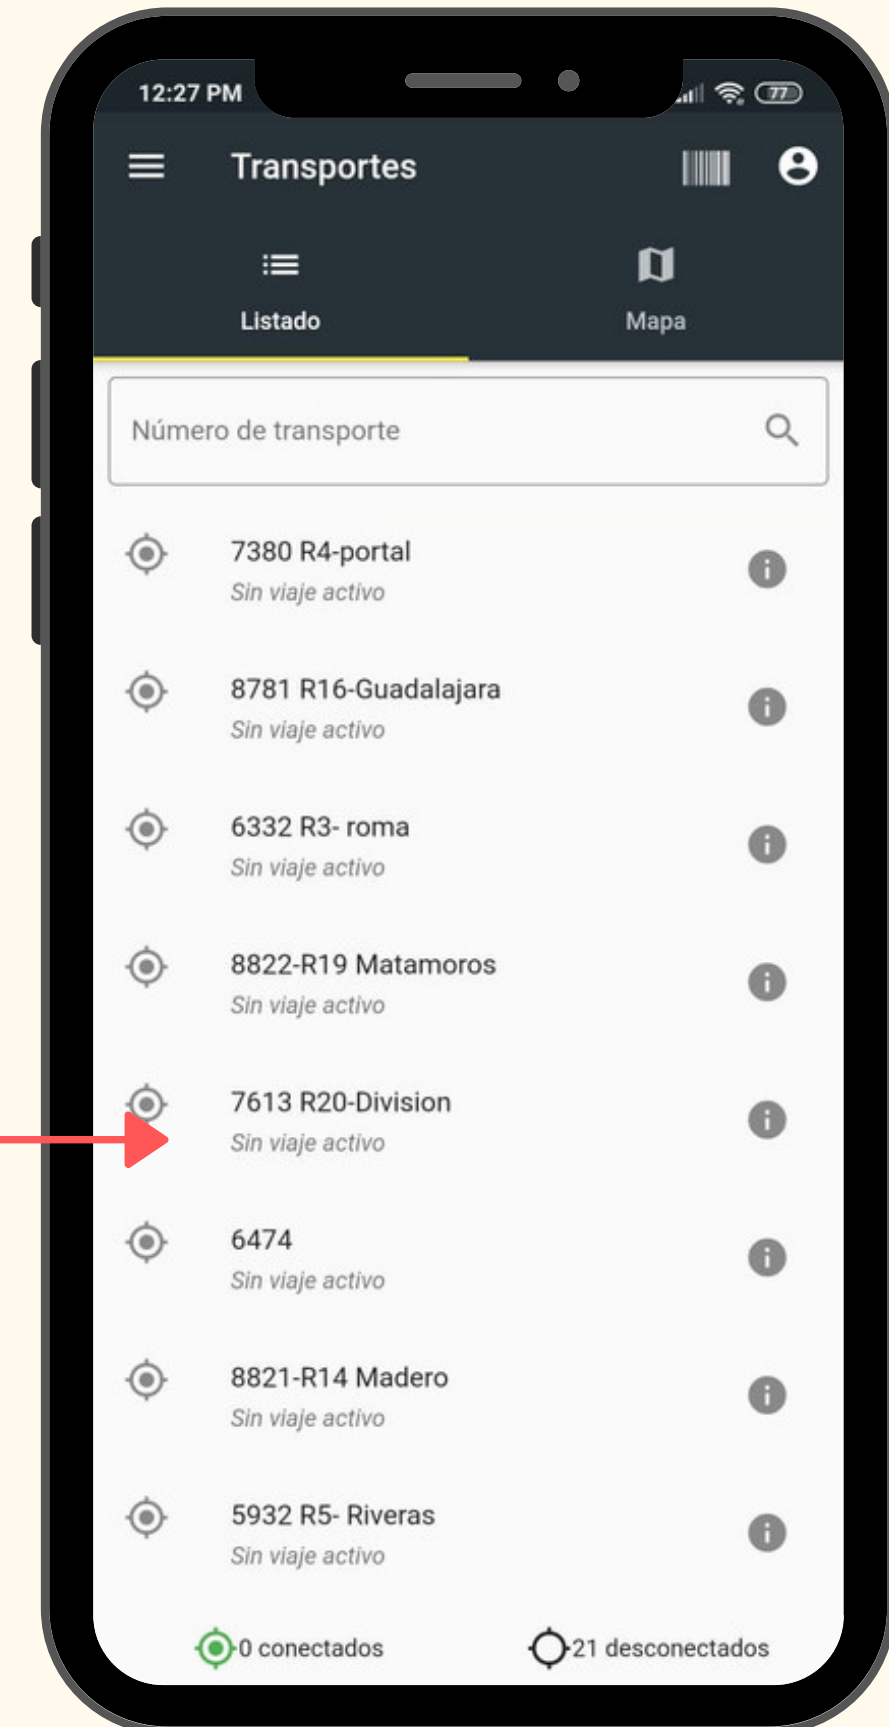 12:27 PM
77
Transportes
Listado
Mapa
Número de transporte
7380 R4-portal
Sin viaje activo
8781 R16-Guadalajara
Sin viaje activo
6332 R3- roma
Sin viaje activo
8822-R19 Matamoros
Sin viaje activo
7613 R20-Division
Sin viaje activo
6474
Sin viaje activo
8821-R14 Madero
Sin viaje activo
5932 R5- Riveras
Sin viaje activo
0 conectados
21 desconectados